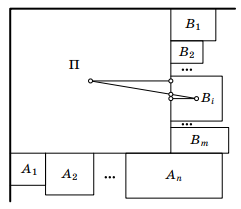 B₁
B₂
...
Π
Bᵢ
...
Bₘ
A₁ A₂ ... Aₙ